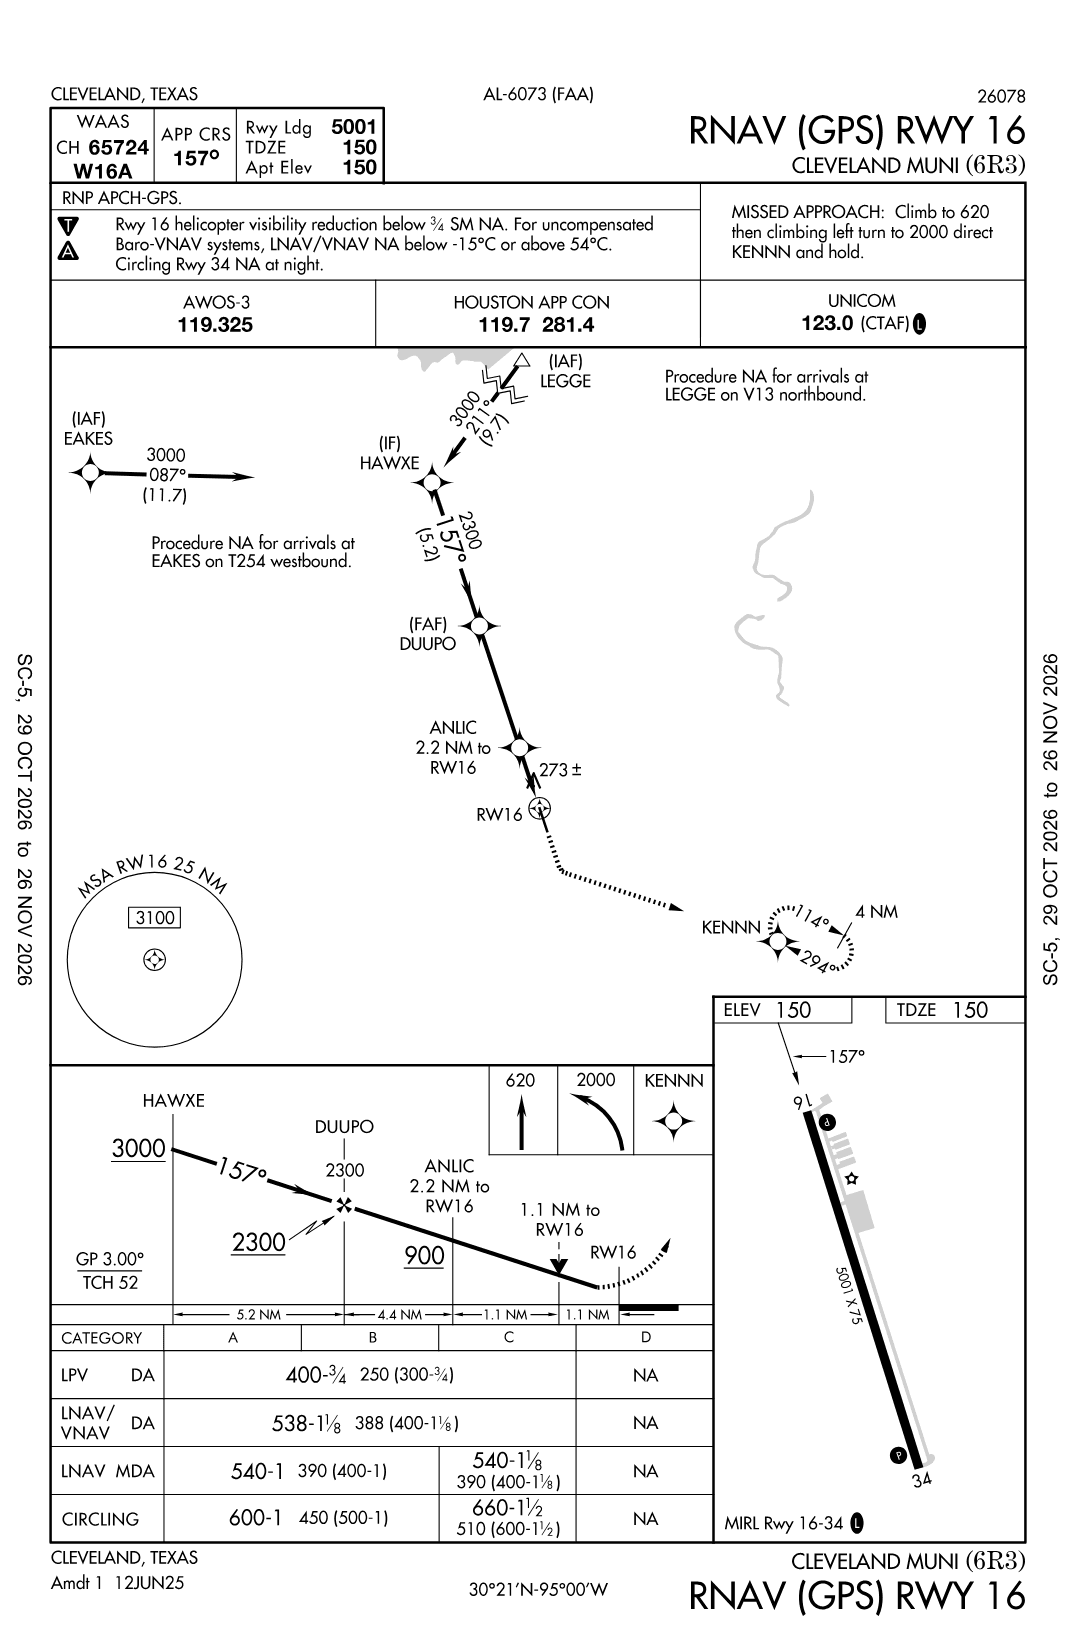 CLEVELAND, TEXAS
AL-6073 (FAA)
26078
RNAV (GPS) RWY 16
CLEVELAND MUNI (6R3)
WAAS
CH 65724
W16A
APP CRS
157°
Rwy Ldg 5001
TDZE 150
Apt Elev 150
RNP APCH-GPS.
T
A
Rwy 16 helicopter visibility reduction below ¾ SM NA. For uncompensated
Baro-VNAV systems, LNAV/VNAV NA below -15°C or above 54°C.
Circling Rwy 34 NA at night.
MISSED APPROACH: Climb to 620
then climbing left turn to 2000 direct
KENNN and hold.
AWOS-3
119.325
HOUSTON APP CON
119.7 281.4
UNICOM
123.0 (CTAF) L
(IAF)
LEGGE
Procedure NA for arrivals at
LEGGE on V13 northbound.
3000
211°
(9.7)
(IAF)
EAKES
3000
087°
(11.7)
(IF)
HAWXE
Procedure NA for arrivals at
EAKES on T254 westbound.
2300
157°
(5.2)
(FAF)
DUUPO
ANLIC
2.2 NM to
RW16
273 ±
RW16
MSA RW16 25 NM
3100
KENNN
114°
4 NM
294°
SC-5, 29 OCT 2026 to 26 NOV 2026
SC-5, 29 OCT 2026 to 26 NOV 2026
ELEV 150
TDZE 150
157°
16
P
5001 X 75
P
34
MIRL Rwy 16-34 L
620
2000
KENNN
HAWXE
3000
157°
DUUPO
2300
2300
ANLIC
2.2 NM to
RW16
900
1.1 NM to
RW16
RW16
GP 3.00°
TCH 52
5.2 NM
4.4 NM
1.1 NM
1.1 NM
CATEGORY A B C D
LPV DA 400-¾ 250 (300-¾) NA
LNAV/
VNAV DA 538-1⅛ 388 (400-1⅛) NA
LNAV MDA 540-1 390 (400-1) 540-1⅛
390 (400-1⅛) NA
CIRCLING 600-1 450 (500-1) 660-1½
510 (600-1½) NA
CLEVELAND, TEXAS
Amdt 1 12JUN25
30°21'N-95°00'W
CLEVELAND MUNI (6R3)
RNAV (GPS) RWY 16